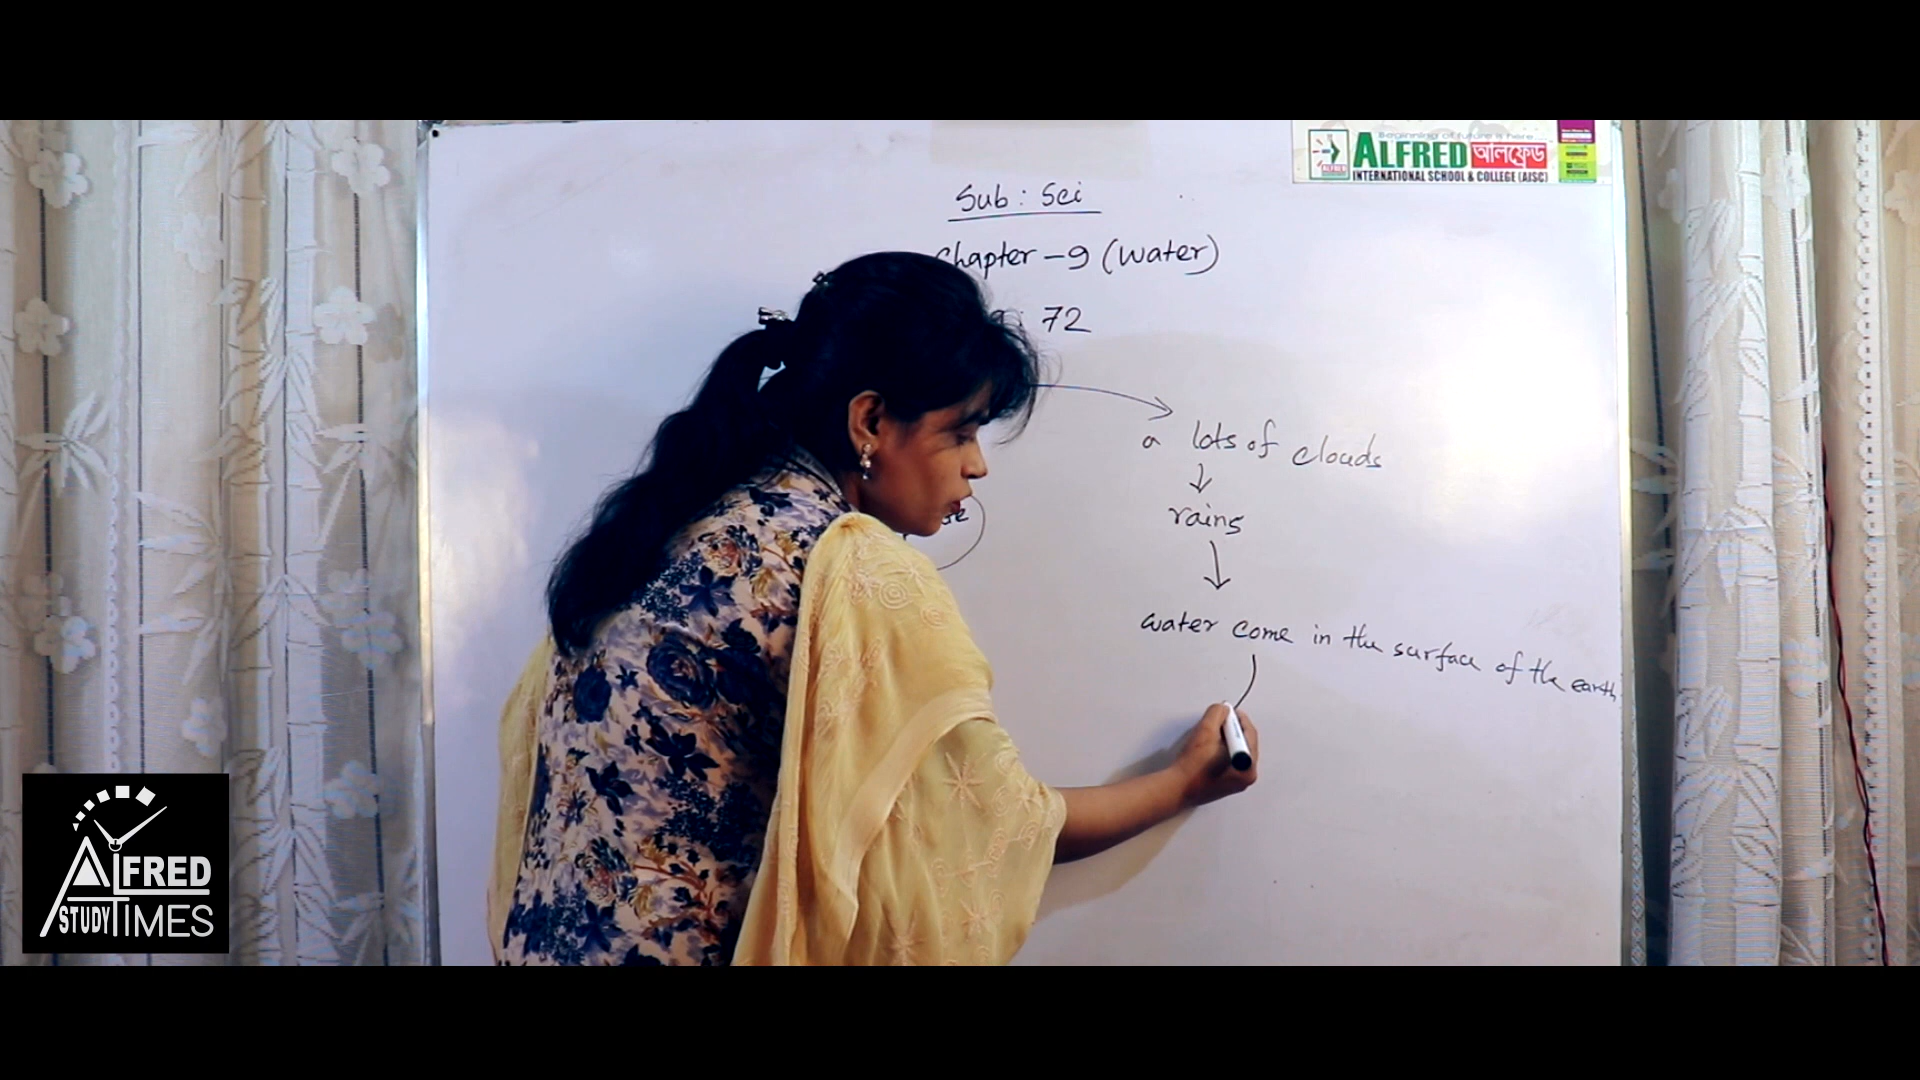 Beginning of future is here...
ALFRED আলফ্রেড
INTERNATIONAL SCHOOL & COLLEGE (AISC)
ALFRED
Sub : Sci
Chapter - 9 (Water)
: 72
a lots of clouds
rains
water come in the surface of the earth
ALFRED
STUDY TIMES